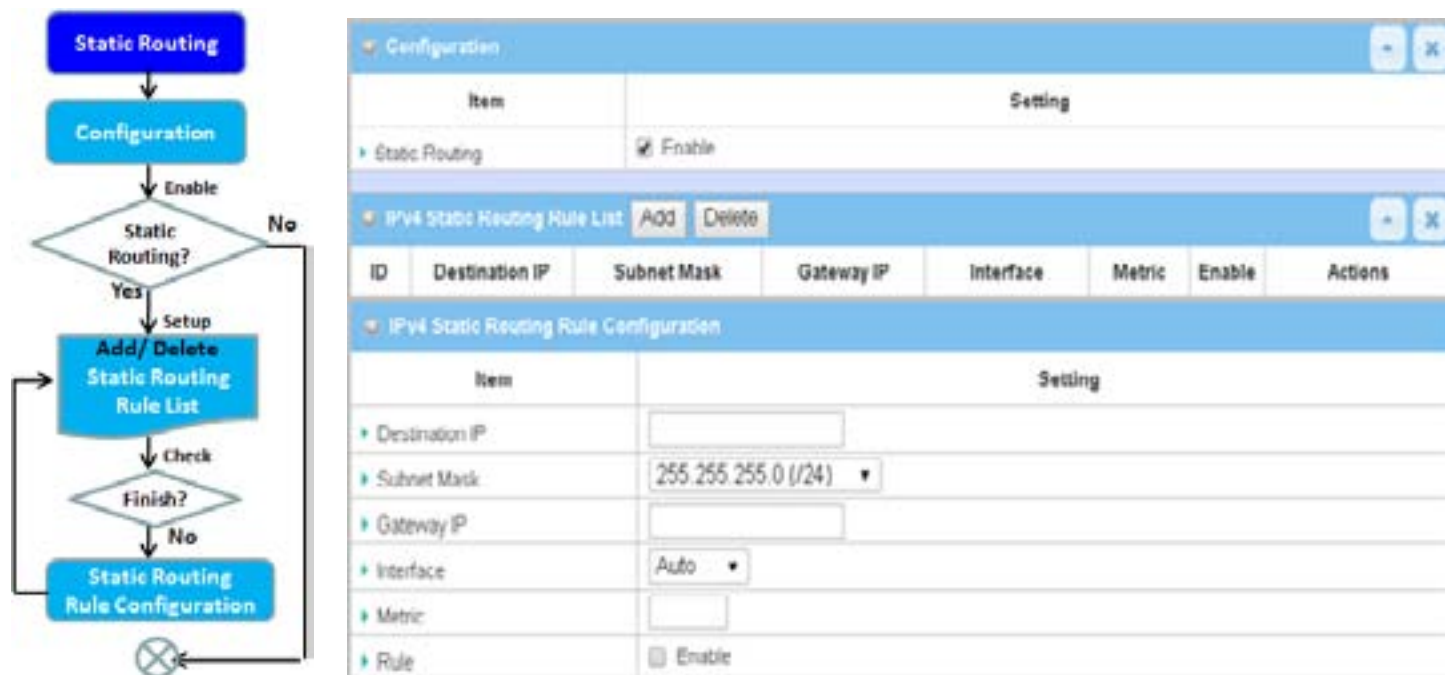 Static Routing
Configuration
Enable
Static
Routing?
No
Yes
Setup
Add/ Delete
Static Routing
Rule List
Check
Finish?
No
Static Routing
Rule Configuration
Configuration
Item Setting
Static Routing Enable
IPv4 Static Routing Rule List Add Delete
ID Destination IP Subnet Mask Gateway IP Interface Metric Enable Actions
IPv4 Static Routing Rule Configuration
Item Setting
Destination IP
Subnet Mask 255.255.255.0 (/24)
Gateway IP
Interface Auto
Metric
Rule Enable